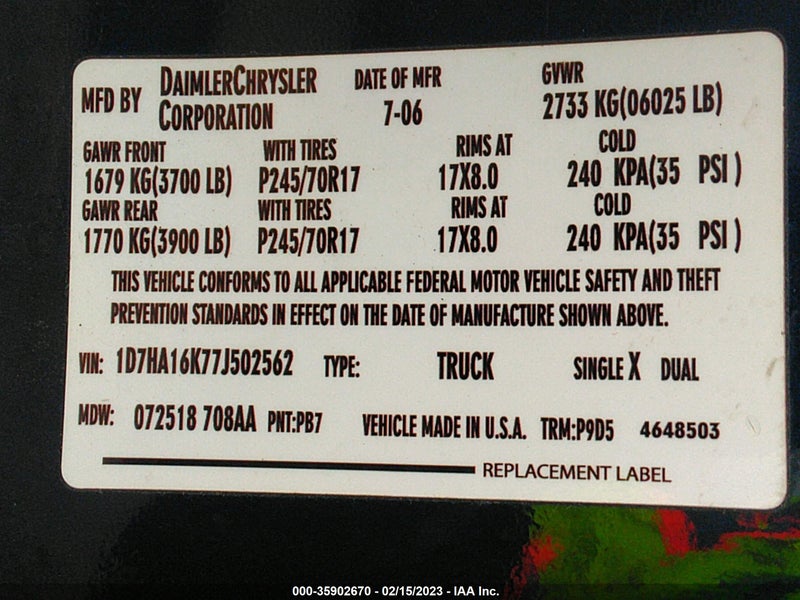 MFD BY DAIMLERCHRYSLER CORPORATION DATE OF MFR 7-06 GVWR 2733 KG(06025 LB)
GAWR FRONT WITH TIRES RIMS AT COLD
1679 KG(3700 LB) P245/70R17 17X8.0 240 KPA(35 PSI)
GAWR REAR WITH TIRES RIMS AT COLD
1770 KG(3900 LB) P245/70R17 17X8.0 240 KPA(35 PSI)
THIS VEHICLE CONFORMS TO ALL APPLICABLE FEDERAL MOTOR VEHICLE SAFETY AND THEFT
PREVENTION STANDARDS IN EFFECT ON THE DATE OF MANUFACTURE SHOWN ABOVE.
VIN: 1D7HA16K77J502562 TYPE: TRUCK SINGLE X DUAL
MDW: 072518 708AA PNT:PB7 VEHICLE MADE IN U.S.A. TRM:P9D5 4648503
REPLACEMENT LABEL
000-35902670 - 02/15/2023 - IAA Inc.